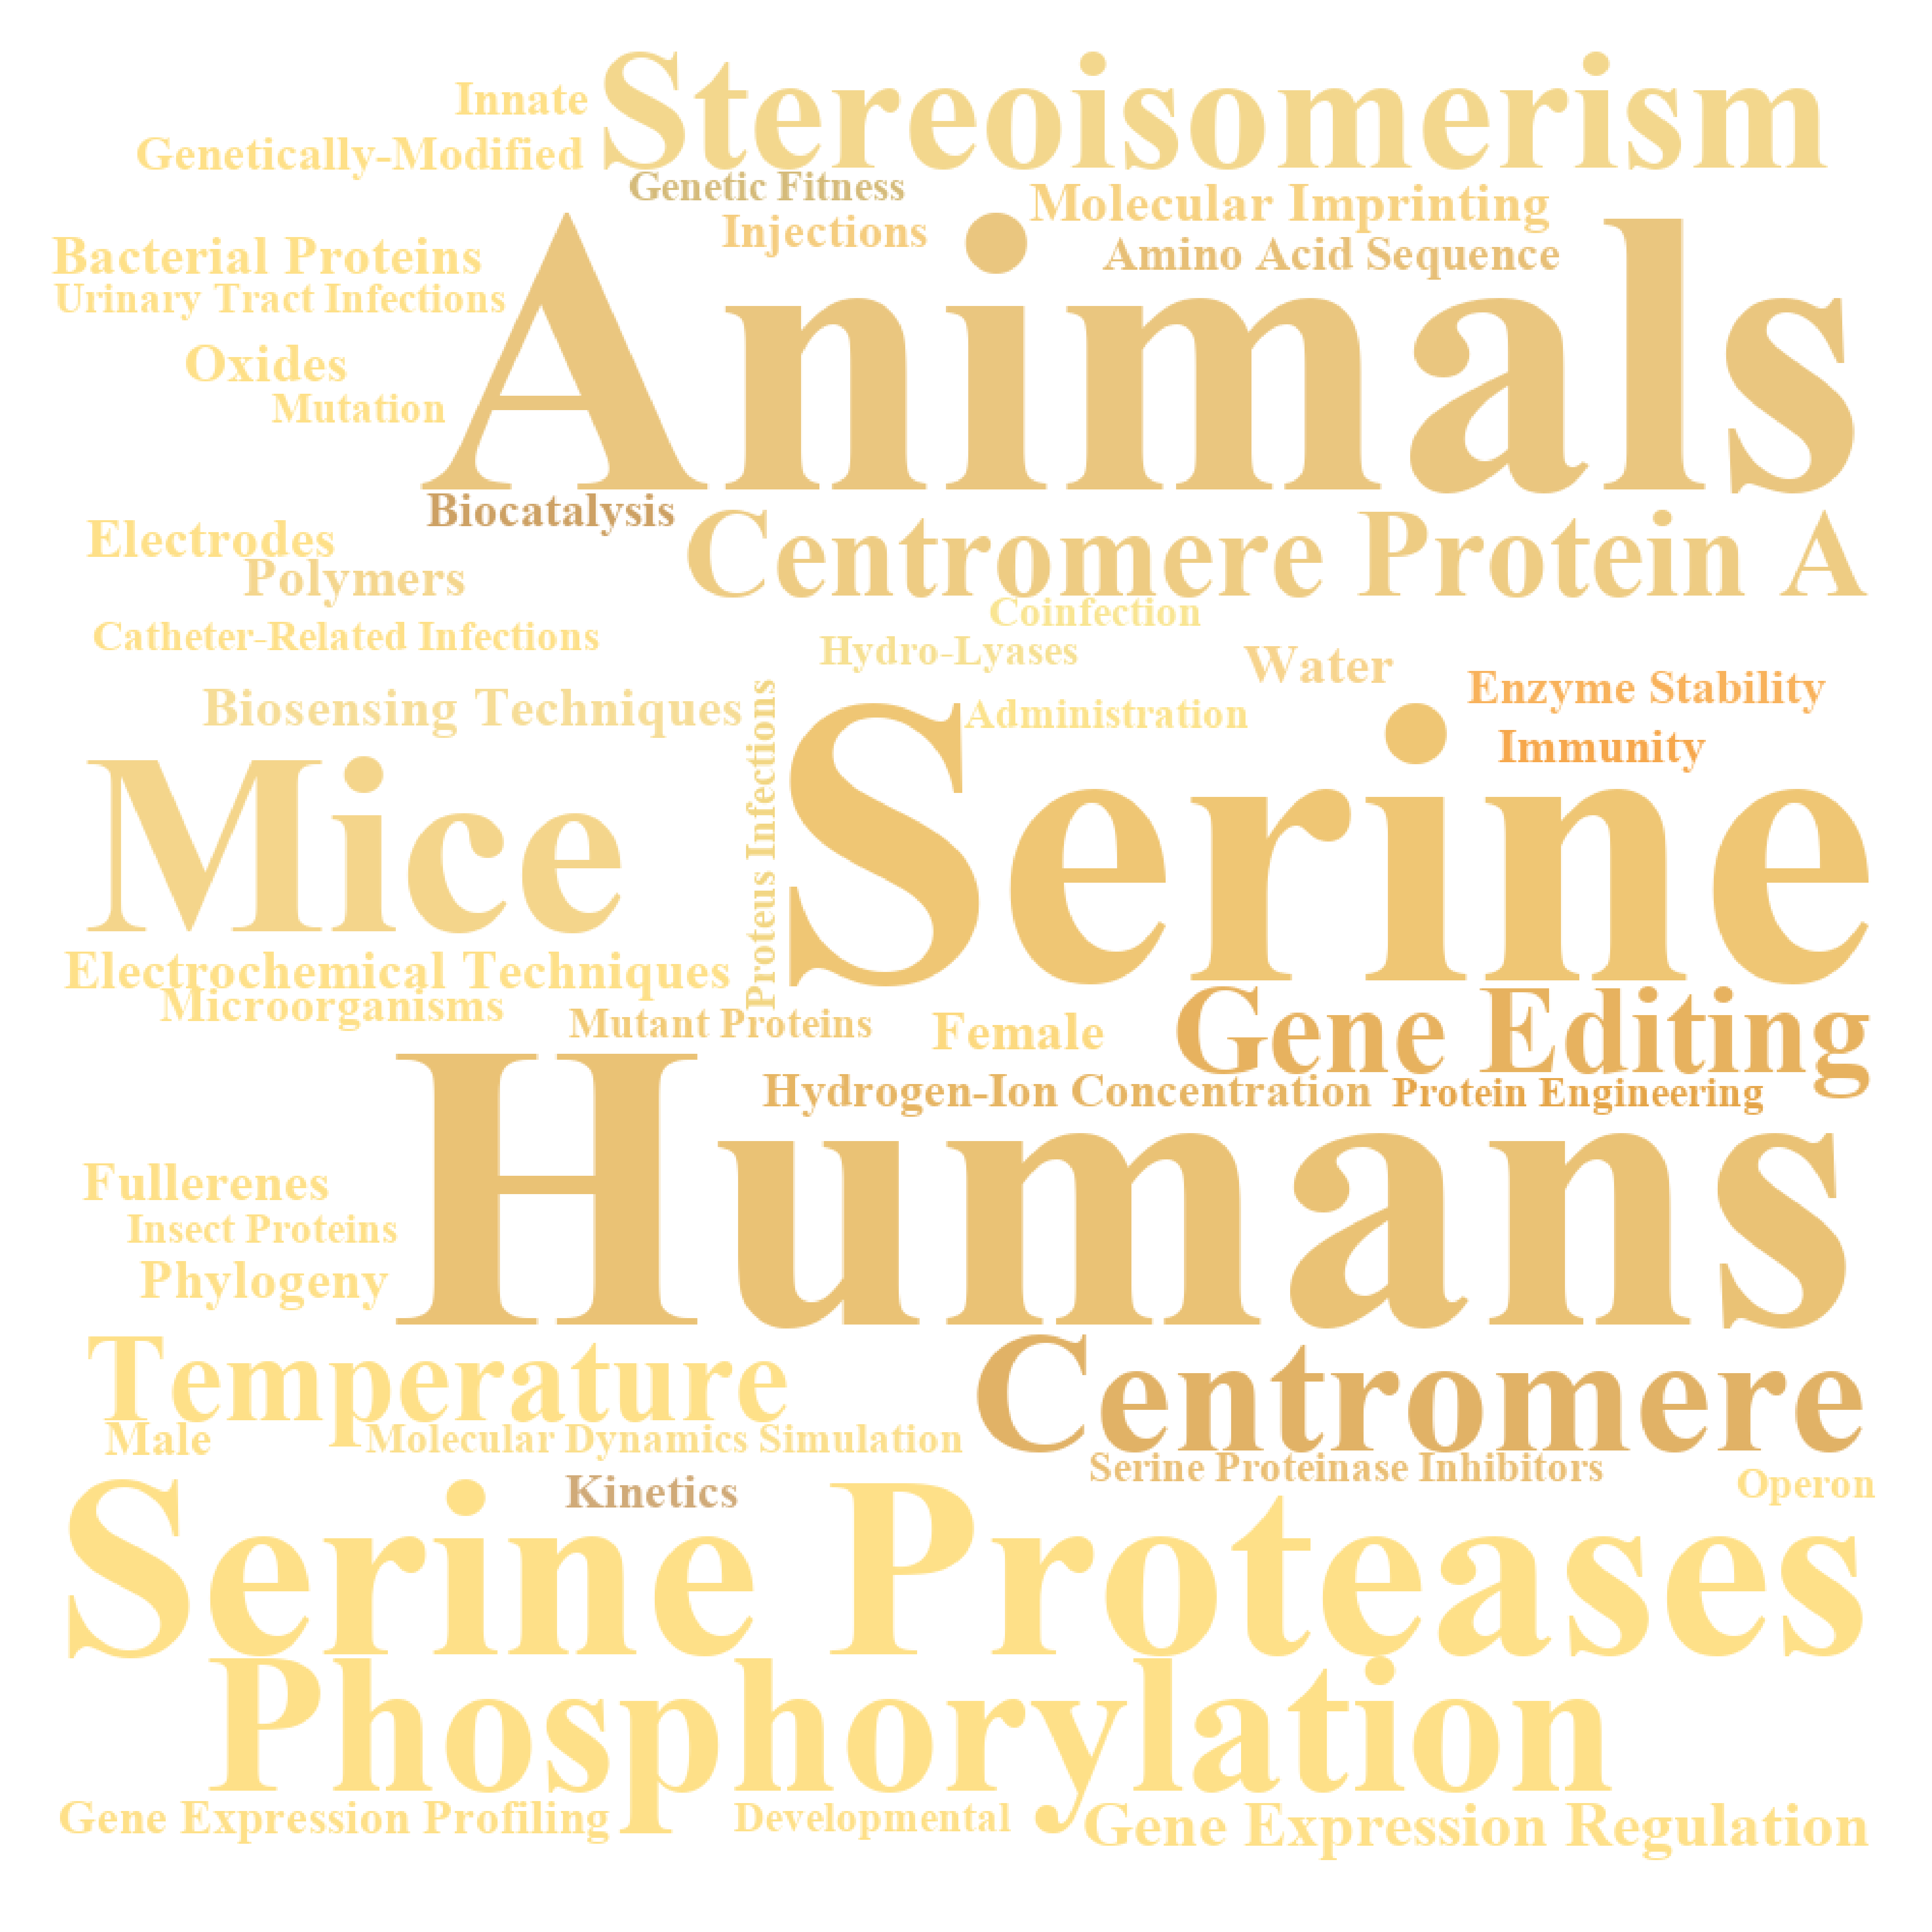 Innate
Stereoisomerism
Genetically-Modified
Genetic Fitness
Molecular Imprinting
Injections
Amino Acid Sequence
Bacterial Proteins
Urinary Tract Infections
Animals
Oxides
Mutation
Biocatalysis
Electrodes
Centromere Protein A
Polymers
Coinfection
Catheter-Related Infections
Hydro-Lyases
Water
Enzyme Stability
Biosensing Techniques
Administration
Immunity
Proteus Infections
Mice
Serine
Electrochemical Techniques
Microorganisms
Mutant Proteins
Female
Gene Editing
Hydrogen-Ion Concentration
Protein Engineering
Humans
Fullerenes
Insect Proteins
Phylogeny
Temperature
Centromere
Male
Molecular Dynamics Simulation
Serine Proteinase Inhibitors
Operon
Kinetics
Serine Proteases
Phosphorylation
Gene Expression Profiling
Developmental
Gene Expression Regulation